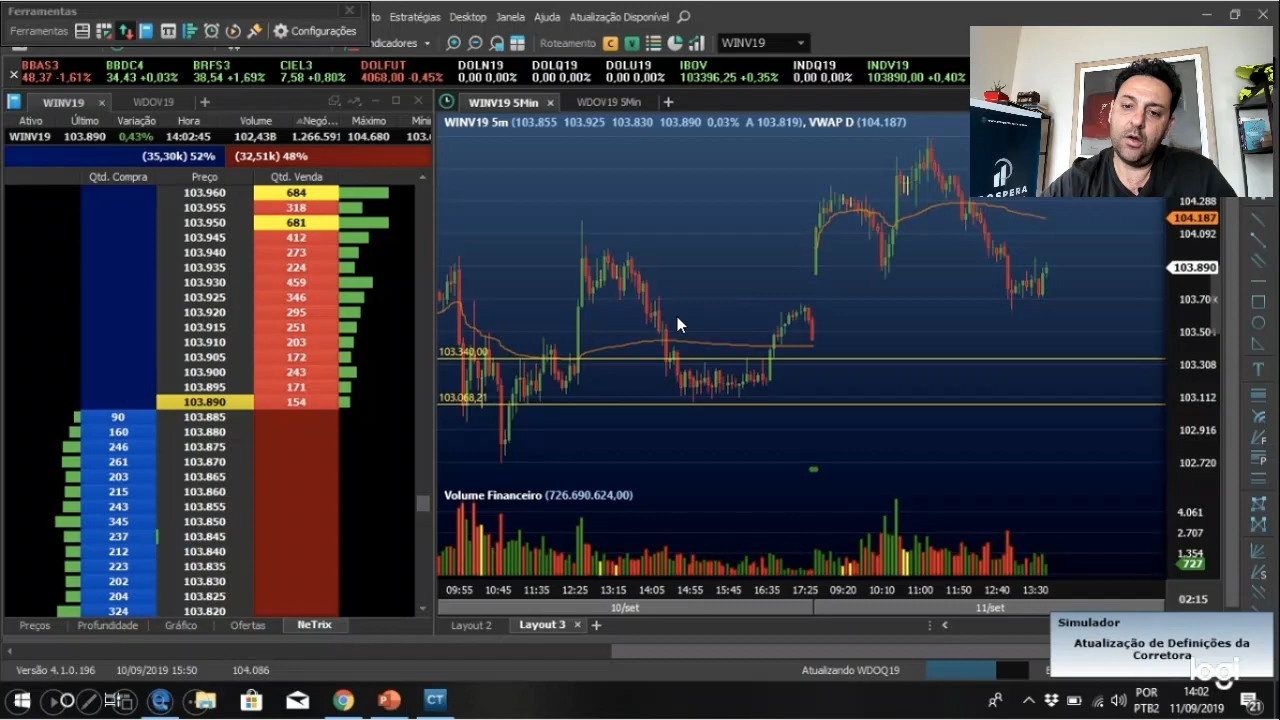 Ferramentas
Ferramentas Configurações
Estratégias Desktop Janela Ajuda Atualização Disponível
Roteamento C V WINV19
BBAS3 BBDC4 BRFS3 CIEL3 DOLFUT DOLN19 DOLQ19 DOLU19 IBOV INDQ19 INDV19
48,37 -1,61% 34,43 +0,03% 38,54 +1,69% 7,58 +0,80% 4068,00 -0,45% 0,00 0,00% 0,00 0,00% 0,00 0,00% 103396,25 +0,35% 0,00 0,00% 103890,00 +0,40%
WINV19 WDOV19
Ativo Último Variação Hora Volume Negó... Máximo
WINV19 103.890 0,43% 14:02:45 102,43B 1.266.591 104.680 103.
(35,30k) 52% (32,51k) 48%
Qtd. Compra Preço Qtd. Venda
103.960 684
103.955 318
103.950 681
103.945 412
103.940 273
103.935 224
103.930 459
103.925 346
103.920 295
103.915 251
103.910 203
103.905 172
103.900 243
103.895 171
103.890 154
90 103.885
160 103.880
246 103.875
261 103.870
203 103.865
215 103.860
243 103.855
345 103.850
237 103.845
212 103.840
223 103.835
202 103.830
204 103.825
324 103.820
Preços Profundidade Gráfico Ofertas NeTrix
WINV19 5Min WDOV19 5Min
WINV19 5m (103.855 103.925 103.830 103.890 0,03% A 103.819), VWAP D (104.187)
104.288
104.187
104.092
103.890
103.70
103.50
103.308
103.112
102.916
102.720
103.340,00
103.068,21
Volume Financeiro (726.690.624,00)
4.061
2.707
1.354
727
09:55 10:45 11:35 12:25 13:15 14:05 14:55 15:45 16:35 17:25 09:20 10:10 11:00 11:50 12:40 13:30
10/set 11/set
02:15
Layout 2 Layout 3
Simulador
Atualização de Definições da
Corretora
logi
Versão 4.1.0.196 10/09/2019 15:50 104.086 Atualizando WDOQ19
CT
POR
PTB2
14:02
11/09/2019
21